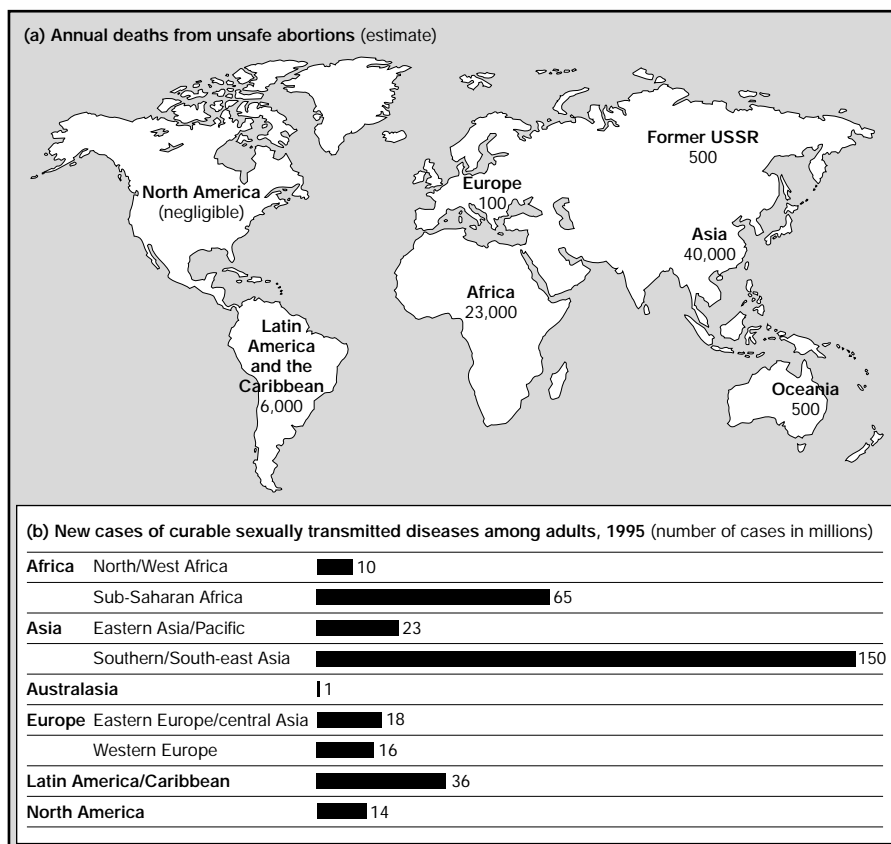 (a) Annual deaths from unsafe abortions (estimate)
Former USSR
500
North America
(negligible)
Europe
100
Asia
40,000
Africa
23,000
Latin
America
and the
Caribbean
6,000
Oceania
500
(b) New cases of curable sexually transmitted diseases among adults, 1995 (number of cases in millions)
Africa North/West Africa 10
Sub-Saharan Africa 65
Asia Eastern Asia/Pacific 23
Southern/South-east Asia 150
Australasia 1
Europe Eastern Europe/central Asia 18
Western Europe 16
Latin America/Caribbean 36
North America 14